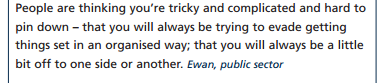 People are thinking you're tricky and complicated and hard to
pin down – that you will always be trying to evade getting
things set in an organised way; that you will always be a little
bit off to one side or another. Ewan, public sector